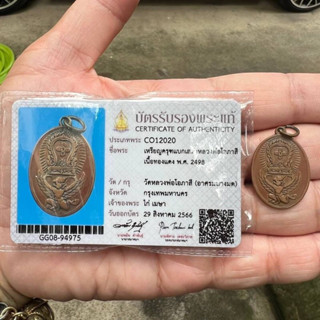 บัตรรับรองพระแท้
CERTIFICATE OF AUTHENTICITY
ประเภทพระ CO12020
ชื่อพระ เหรียญครุฑแบกเสมา หลวงพ่อโอภาสี
เนื้อทองแดง พ.ศ. 2498
วัด / กรุ วัดหลวงพ่อโอภาสี (อาศรมบางมด)
จังหวัด กรุงเทพมหานคร
เจ้าของพระ ไก่ เมษา
วันออกบัตร 29 สิงหาคม 2566
GG08-94975